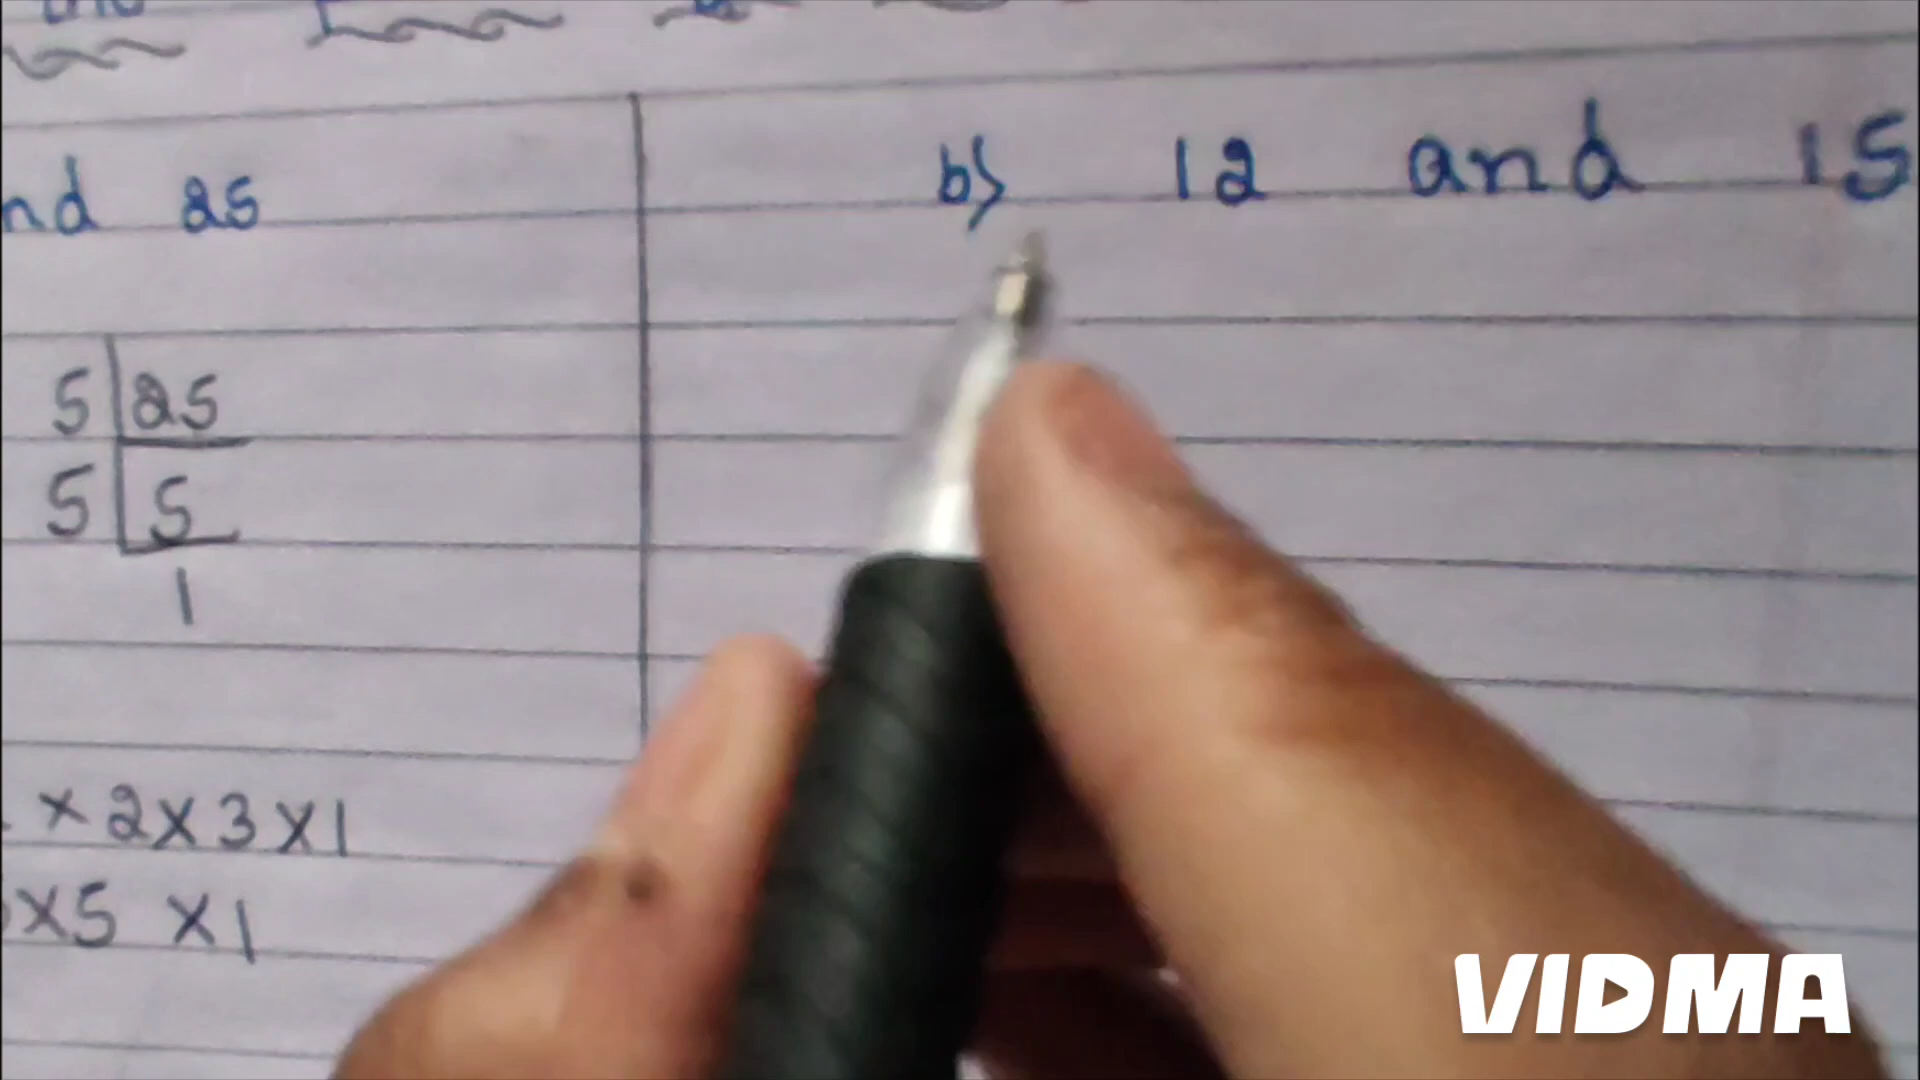 nd 25
b) 12 and 15
5 25
5 5
1
× 2 × 3 × 1
× 5 × 1
VIDMA